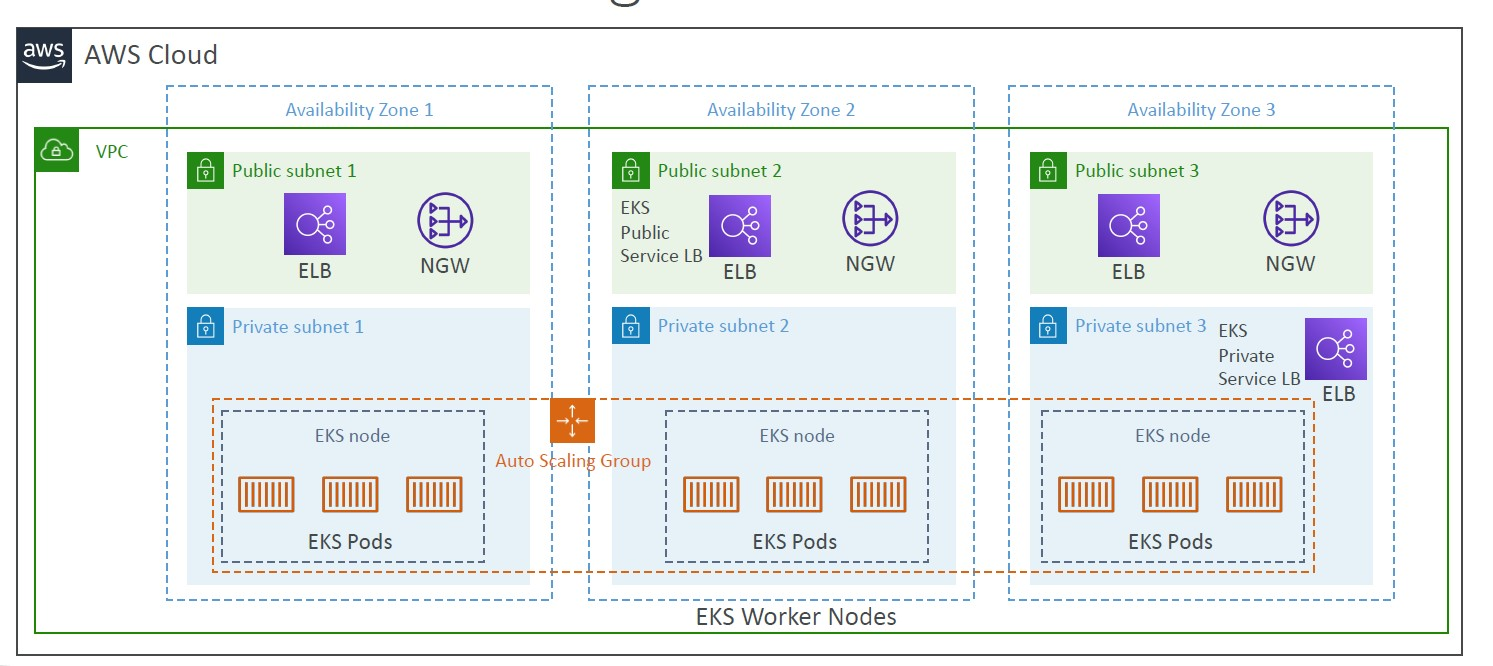 aws
AWS Cloud
Availability Zone 1
Availability Zone 2
Availability Zone 3
VPC
Public subnet 1
ELB
NGW
Public subnet 2
EKS
Public
Service LB
ELB
NGW
Public subnet 3
ELB
NGW
Private subnet 1
Private subnet 2
Private subnet 3
EKS
Private
Service LB
ELB
Auto Scaling Group
EKS node
EKS Pods
EKS node
EKS Pods
EKS node
EKS Pods
EKS Worker Nodes